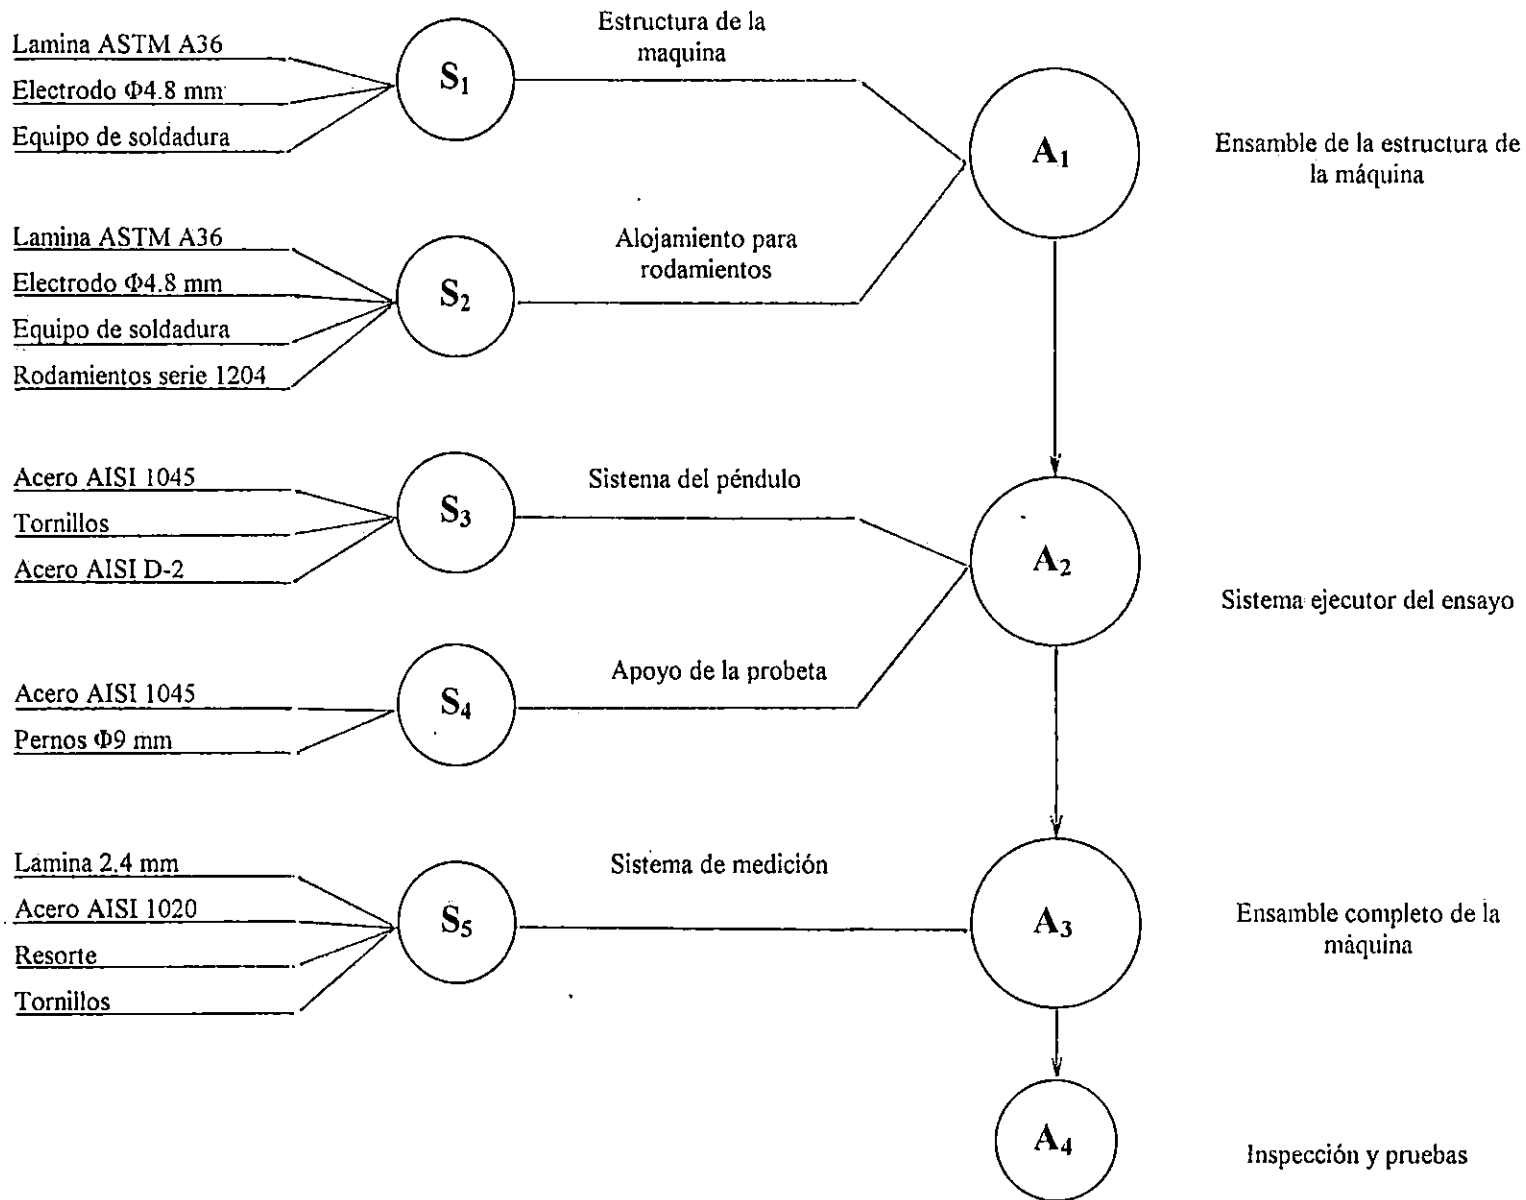 Lamina ASTM A36
Electrodo Φ4.8 mm
Equipo de soldadura
S₁
Estructura de la
maquina
Lamina ASTM A36
Electrodo Φ4.8 mm
Equipo de soldadura
Rodamientos serie 1204
S₂
Alojamiento para
rodamientos
A₁
Ensamble de la estructura de
la máquina
Acero AISI 1045
Tornillos
Acero AISI D-2
S₃
Sistema del péndulo
Acero AISI 1045
Pernos Φ9 mm
S₄
Apoyo de la probeta
A₂
Sistema ejecutor del ensayo
Lamina 2.4 mm
Acero AISI 1020
Resorte
Tornillos
S₅
Sistema de medición
A₃
Ensamble completo de la
máquina
A₄
Inspección y pruebas